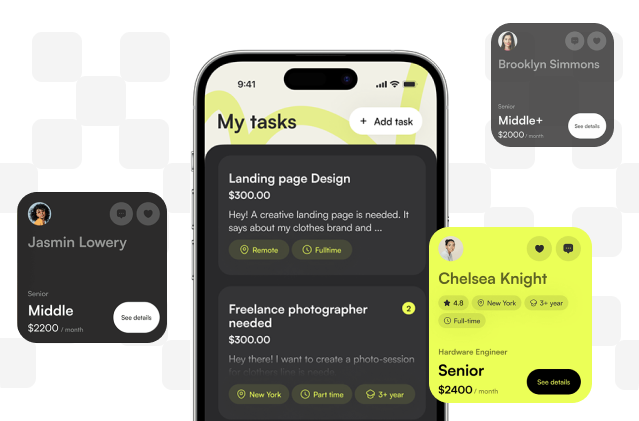 9:41
My tasks
+ Add task
Landing page Design
$300.00
Hey! A creative landing page is needed. It
says about my clothes brand and ...
Remote
Fulltime
Freelance photographer
needed
2
$300.00
Hey there! I want to create a photo-session
for clothers line is neede
New York
Part time
3+ year
Jasmin Lowery
Senior
Middle
$2200 / month
See details
Brooklyn Simmons
Senior
Middle+
$2000 / month
See details
Chelsea Knight
4.8
New York
3+ year
Full-time
Hardware Engineer
Senior
$2400 / month
See details